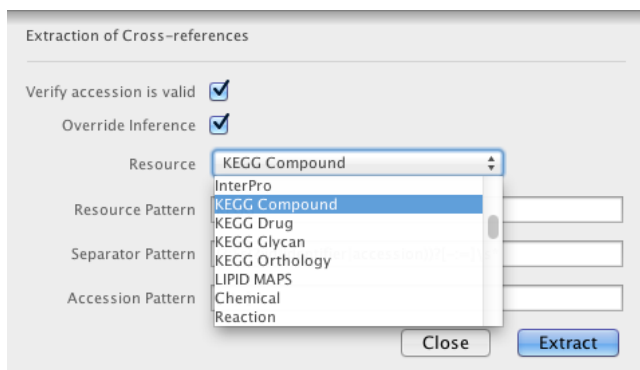 Extraction of Cross-references
Verify accession is valid
Override Inference
Resource KEGG Compound
InterPro
KEGG Compound
Resource Pattern
KEGG Drug
KEGG Glycan
Separator Pattern
KEGG Orthology
LIPID MAPS
Accession Pattern Chemical
Reaction
Close Extract